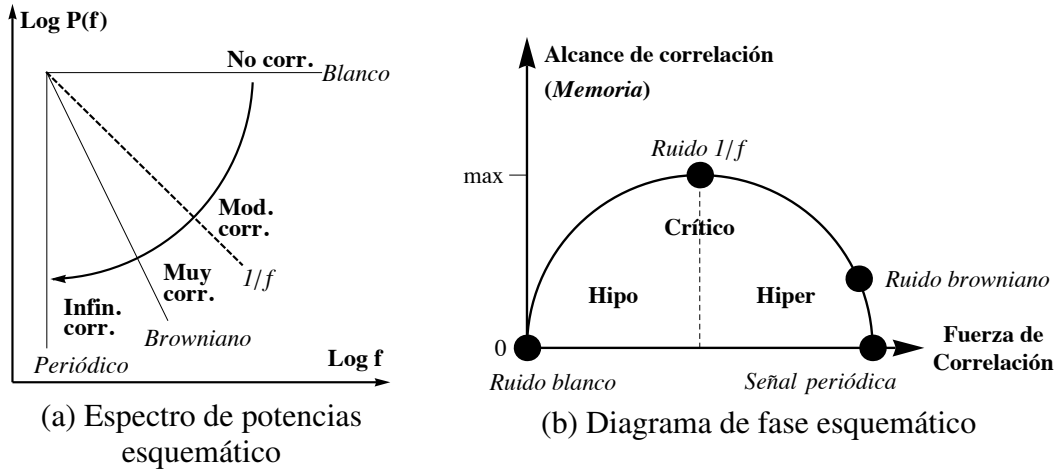 Log P(f)
No corr.
Blanco
Mod.
corr.
Muy
corr.
1/f
Infin.
corr.
Browniano
Periódico
Log f
(a) Espectro de potencias
esquemático
Alcance de correlación
(Memoria)
Ruido 1/f
max
Crítico
Ruido browniano
Hipo
Hiper
0
Fuerza de
Correlación
Ruido blanco
Señal periódica
(b) Diagrama de fase esquemático